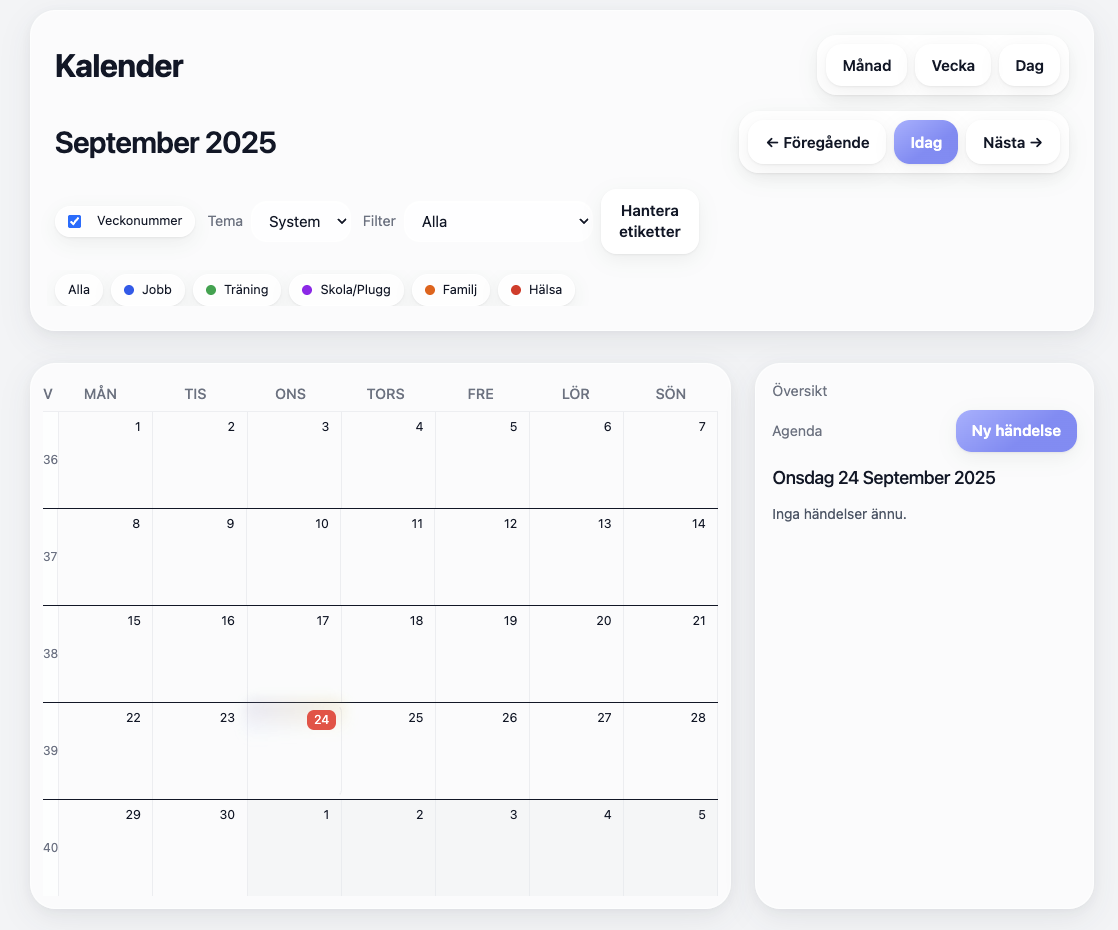 Kalender
Månad Vecka Dag
September 2025
← Föregående Idag Nästa →
Veckonummer Tema System Filter Alla Hantera
etiketter
Alla Jobb Träning Skola/Plugg Familj Hälsa
V MÅN TIS ONS TORS FRE LÖR SÖN
1 2 3 4 5 6 7
36
8 9 10 11 12 13 14
37
15 16 17 18 19 20 21
38
22 23 24 25 26 27 28
39
29 30 1 2 3 4 5
40
Översikt
Agenda Ny händelse
Onsdag 24 September 2025
Inga händelser ännu.